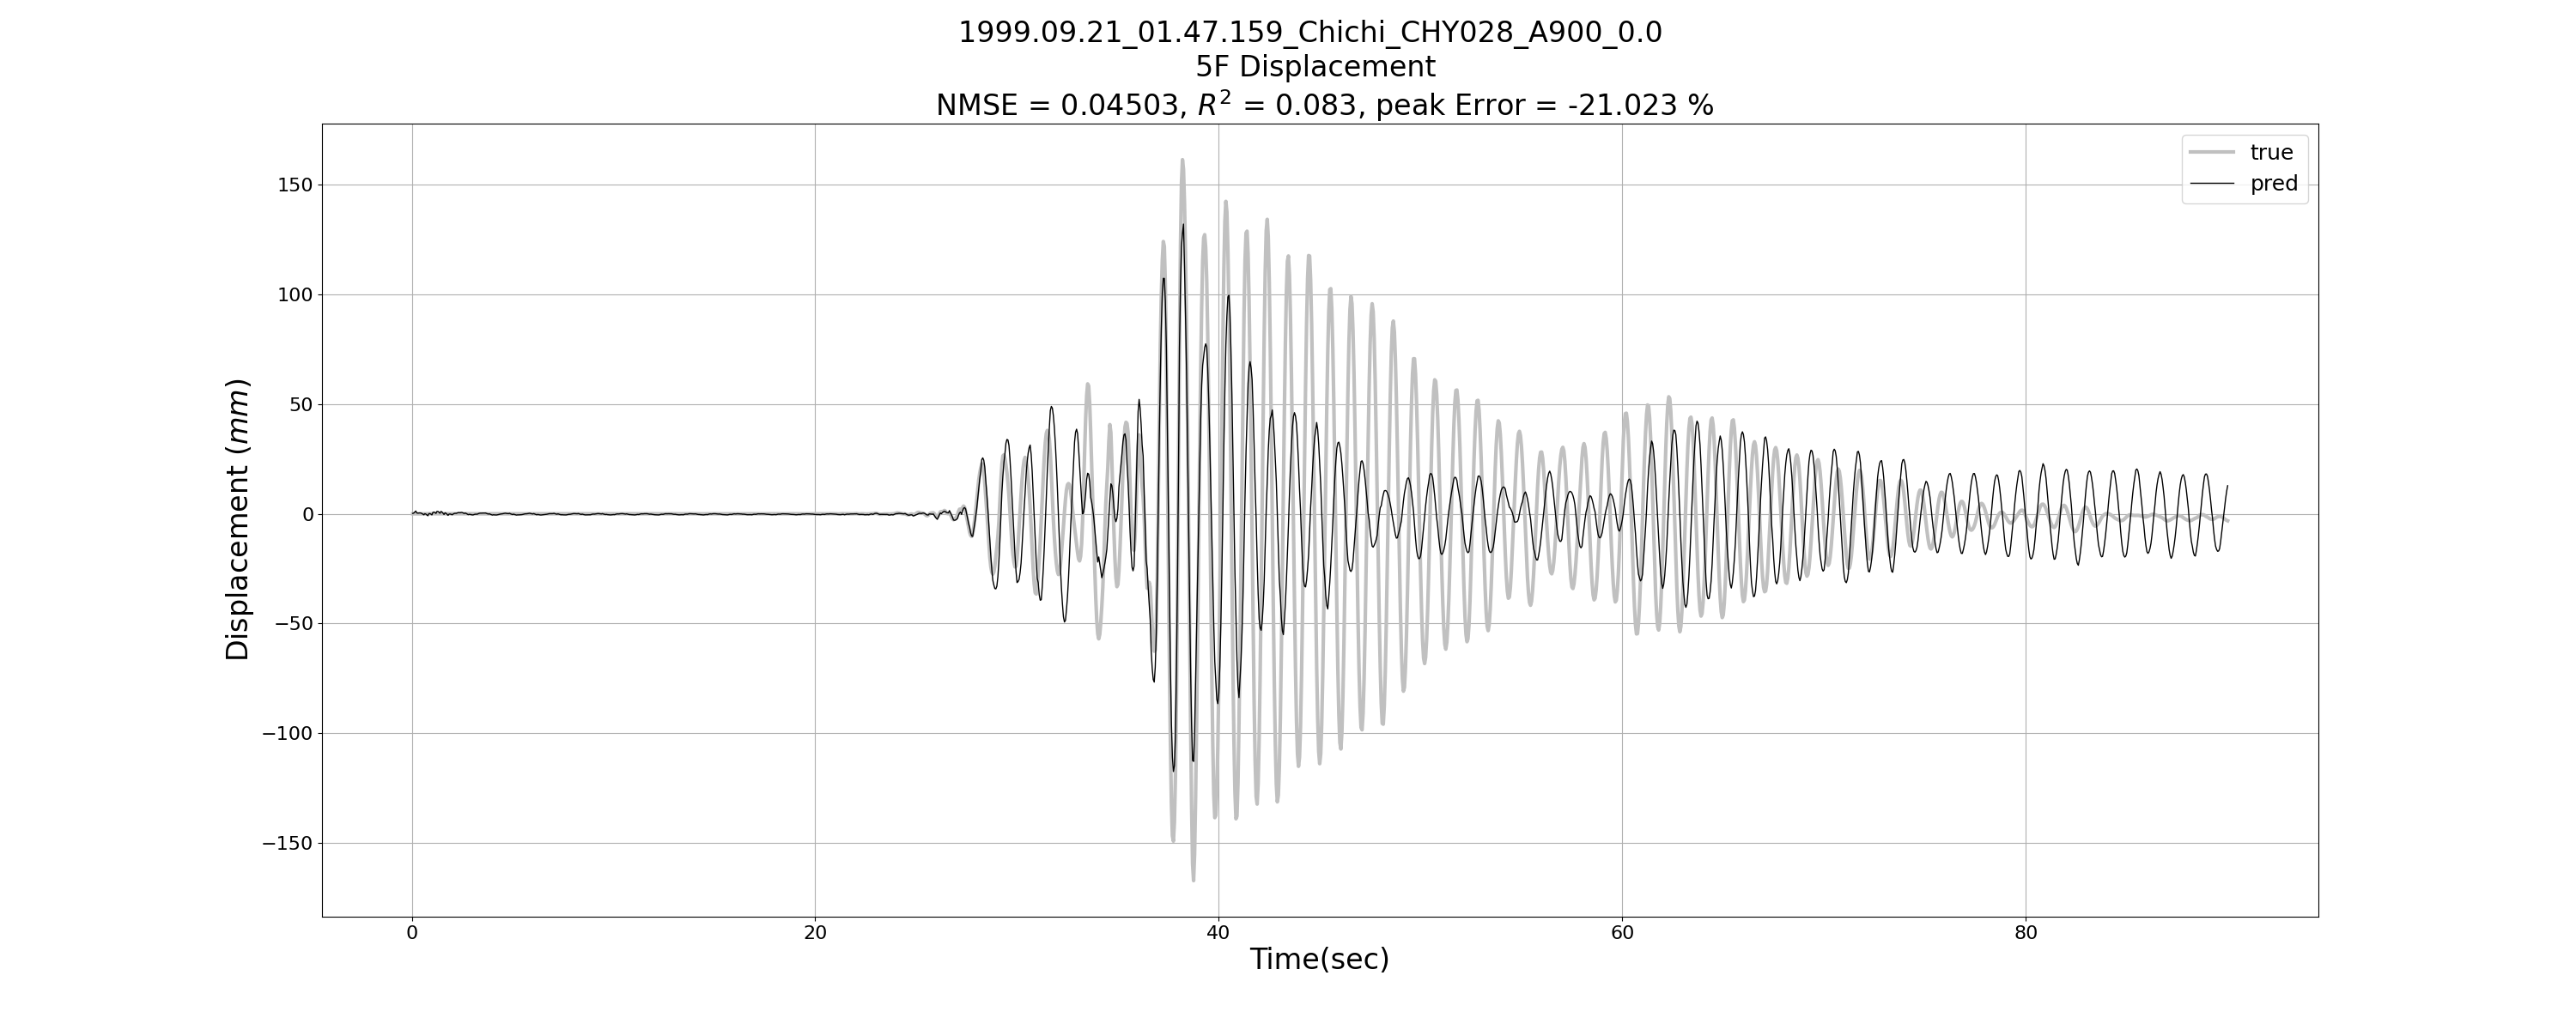 1999.09.21_01.47.159_Chichi_CHY028_A900_0.0
5F Displacement
NMSE = 0.04503, R² = 0.083, peak Error = -21.023 %
true
pred
150
100
50
0
−50
−100
−150
Displacement (mm)
0 20 40 60 80
Time(sec)